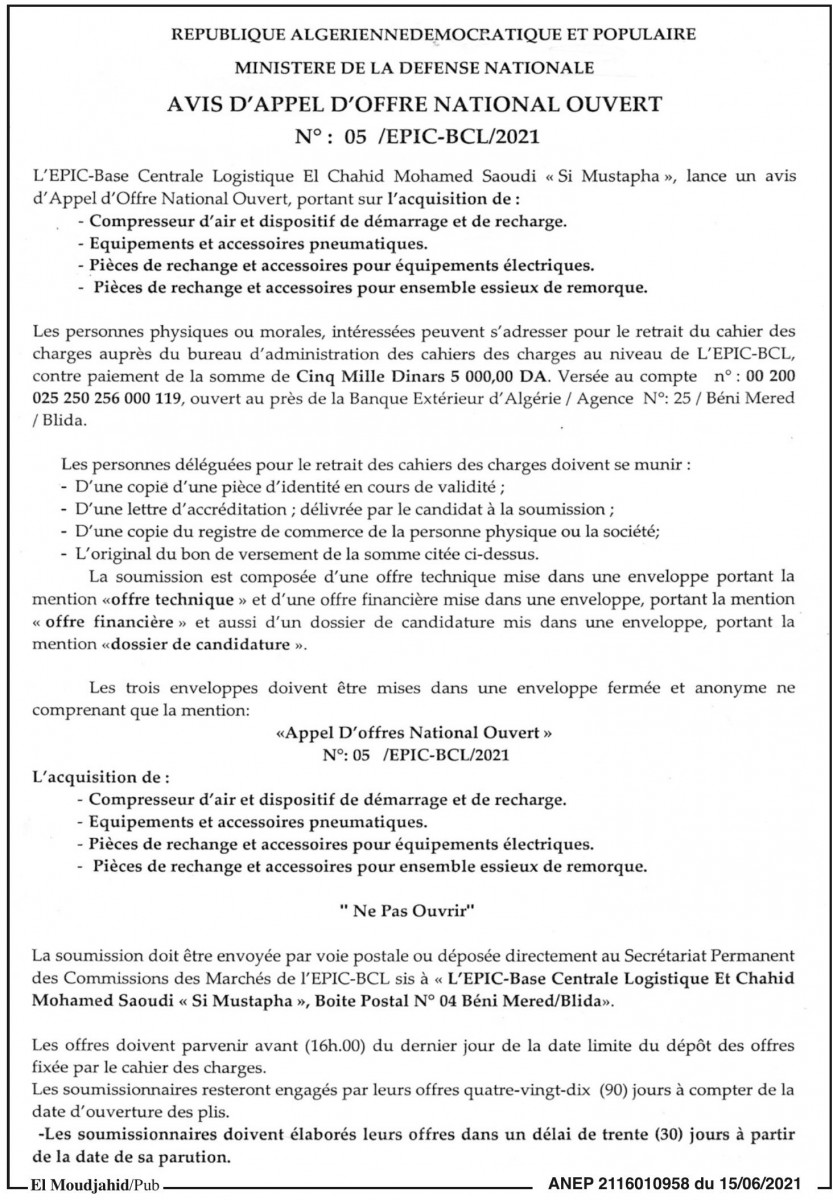 REPUBLIQUE ALGERIENNEDEMOCRATIQUE ET POPULAIRE
MINISTERE DE LA DEFENSE NATIONALE
AVIS D'APPEL D'OFFRE NATIONAL OUVERT
N° : 05 /EPIC-BCL/2021
L'EPIC-Base Centrale Logistique El Chahid Mohamed Saoudi « Si Mustapha », lance un avis
d'Appel d'Offre National Ouvert, portant sur l'acquisition de :
- Compresseur d'air et dispositif de démarrage et de recharge.
- Equipements et accessoires pneumatiques.
- Pièces de rechange et accessoires pour équipements électriques.
- Pièces de rechange et accessoires pour ensemble essieux de remorque.
Les personnes physiques ou morales, intéressées peuvent s'adresser pour le retrait du cahier des
charges auprès du bureau d'administration des cahiers des charges au niveau de L'EPIC-BCL,
contre paiement de la somme de Cinq Mille Dinars 5 000,00 DA. Versée au compte n° : 00 200
025 250 256 000 119, ouvert au près de la Banque Extérieur d'Algérie / Agence N°: 25 / Béni Mered
/ Blida.
Les personnes déléguées pour le retrait des cahiers des charges doivent se munir :
- D'une copie d'une pièce d'identité en cours de validité ;
- D'une lettre d'accréditation ; délivrée par le candidat à la soumission ;
- D'une copie du registre de commerce de la personne physique ou la société;
- L'original du bon de versement de la somme citée ci-dessus.
La soumission est composée d'une offre technique mise dans une enveloppe portant la
mention «offre technique » et d'une offre financière mise dans une enveloppe, portant la mention
« offre financière » et aussi d'un dossier de candidature mis dans une enveloppe, portant la
mention «dossier de candidature ».
Les trois enveloppes doivent être mises dans une enveloppe fermée et anonyme ne
comprenant que la mention:
«Appel D'offres National Ouvert »
N°: 05 /EPIC-BCL/2021
L'acquisition de :
- Compresseur d'air et dispositif de démarrage et de recharge.
- Equipements et accessoires pneumatiques.
- Pièces de rechange et accessoires pour équipements électriques.
- Pièces de rechange et accessoires pour ensemble essieux de remorque.
" Ne Pas Ouvrir"
La soumission doit être envoyée par voie postale ou déposée directement au Secrétariat Permanent
des Commissions des Marchés de l'EPIC-BCL sis à « L'EPIC-Base Centrale Logistique Et Chahid
Mohamed Saoudi « Si Mustapha », Boite Postal N° 04 Béni Mered/Blida».
Les offres doivent parvenir avant (16h.00) du dernier jour de la date limite du dépôt des offres
fixée par le cahier des charges.
Les soumissionnaires resteront engagés par leurs offres quatre-vingt-dix (90) jours à compter de la
date d'ouverture des plis.
-Les soumissionnaires doivent élaborés leurs offres dans un délai de trente (30) jours à partir
de la date de sa parution.
El Moudjahid/Pub ANEP 2116010958 du 15/06/2021